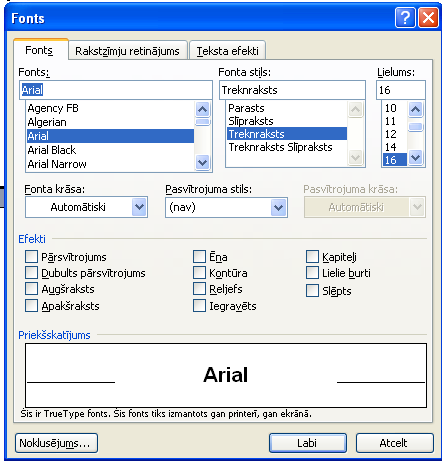 Fonts
Fonts Rakstzīmju retinājums Teksta efekti
Fonts: Fonta stils: Lielums:
Arial Treknraksts 16
Agency FB Parasts 10
Algerian Slīpraksts 11
Arial Treknraksts 12
Arial Black Treknraksts Slīpraksts 14
Arial Narrow 16
Fonta krāsa: Pasvītrojuma stils: Pasvītrojuma krāsa:
Automātiski (nav) Automātiski
Efekti
Pārsvītrojums Ēna Kapiteļi
Dubults pārsvītrojums Kontūra Lielie burti
Augšraksts Reljefs Slēpts
Apakšraksts Iegravēts
Priekšskatījums
Arial
Šis ir TrueType fonts. Šis fonts tiks izmantots gan printerī, gan ekrānā.
Noklusējums... Labi Atcelt